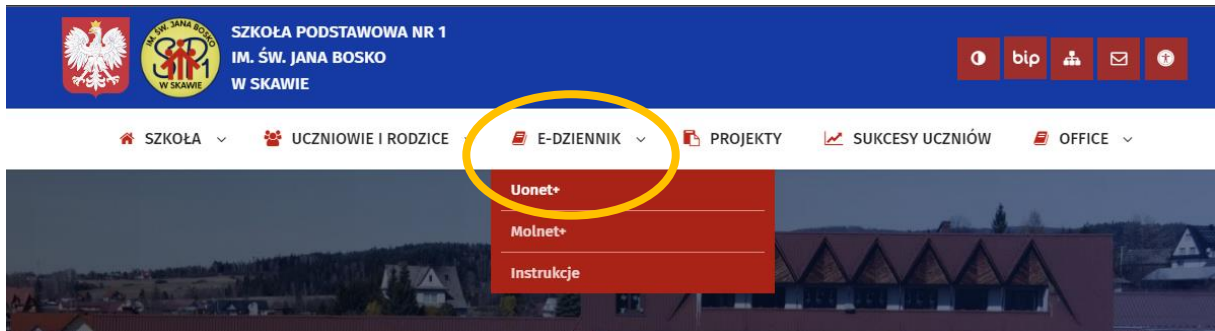 SZKOŁA PODSTAWOWA NR 1
IM. ŚW. JANA BOSKO
W SKAWIE
IM. ŚW. JANA BOSKO
SP1
W SKAWIE
bip
SZKOŁA
UCZNIOWIE I RODZICE
E-DZIENNIK
PROJEKTY
SUKCESY UCZNIÓW
OFFICE
Uonet+
Molnet+
Instrukcje